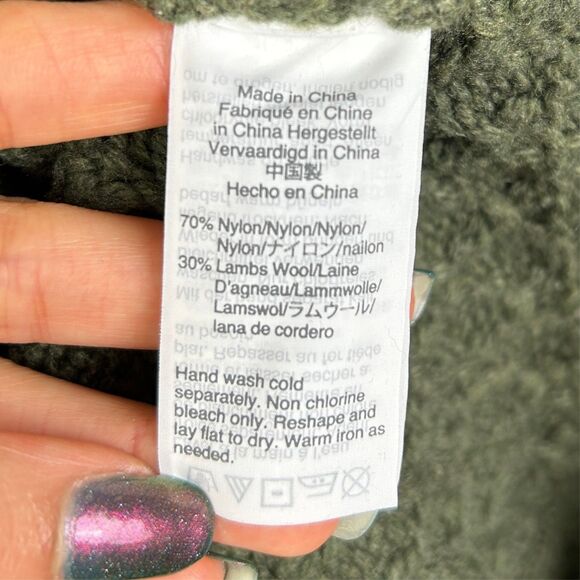 Made in China
Fabriqué en Chine
in China Hergestellt
Vervaardigd in China
中国製
Hecho en China
70% Nylon/Nylon/Nylon/
Nylon/ナイロン/nailon
30% Lambs Wool/Laine
D'agneau/Lammwolle/
Lamswol/ラムウール/
lana de cordero
Hand wash cold
separately. Non chlorine
bleach only. Reshape and
lay flat to dry. Warm iron as
needed.